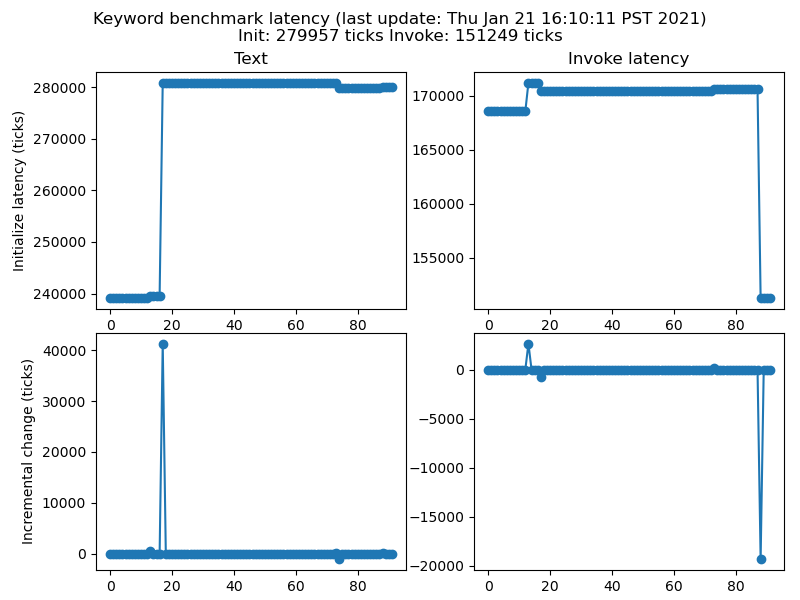 Keyword benchmark latency (last update: Thu Jan 21 16:10:11 PST 2021)
Init: 279957 ticks Invoke: 151249 ticks
Text
Invoke latency
Initialize latency (ticks)
280000
270000
260000
250000
240000
0 20 40 60 80
170000
165000
160000
155000
0 20 40 60 80
Incremental change (ticks)
40000
30000
20000
10000
0
0 20 40 60 80
0
−5000
−10000
−15000
−20000
0 20 40 60 80